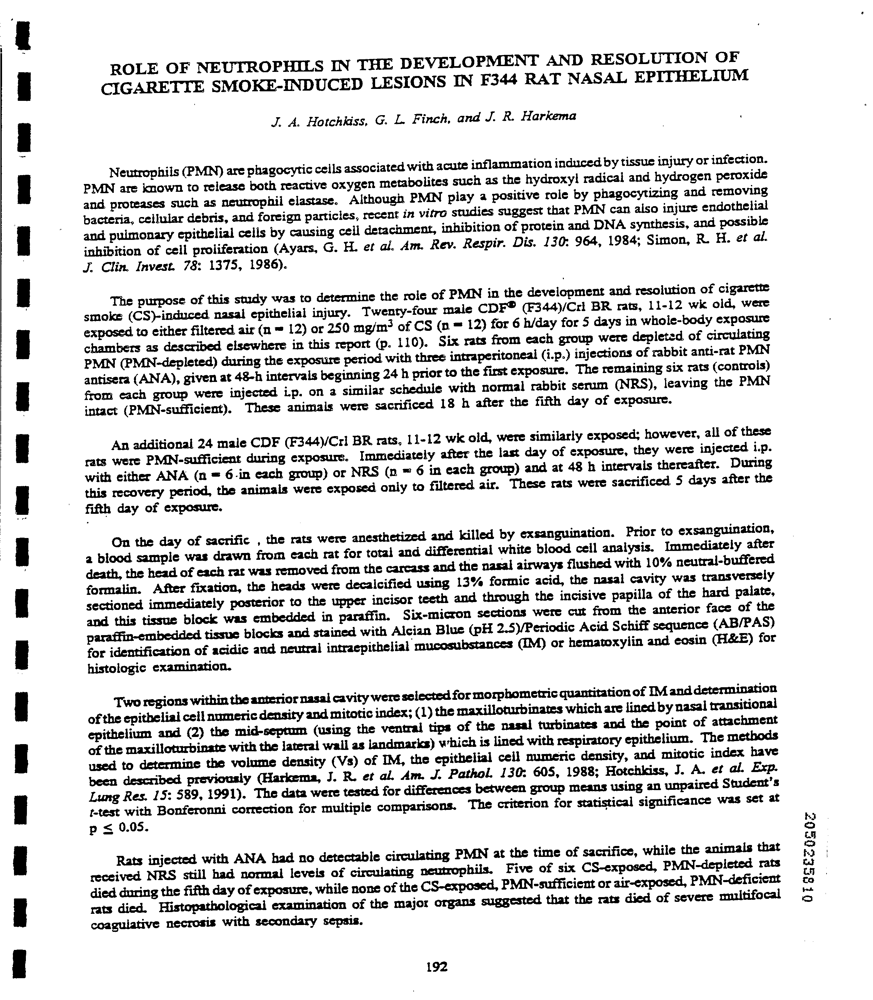 ROLE OF NEUTROPHILS IN THE DEVELOPMENT AND RESOLUTION OF
CIGARETTE SMOKE-INDUCED LESIONS IN F344 RAT NASAL EPITHELIUM
J. A. Hotchkiss, G. L. Finch, and J. R. Harkema
Neutrophils (PMN) are phagocytic cells associated with acute inflammation induced by tissue injury or infection.
PMN are known to release both reactive oxygen metabolites such as the hydroxyl radical and hydrogen peroxide
and proteases such as neutrophil elastase. Although PMN play a positive role by phagocytizing and removing
bacteria, cellular debris, and foreign particles, recent in vitro studies suggest that PMN can also injure endothelial
and pulmonary epithelial cells by causing cell detachment, inhibition of protein and DNA synthesis, and possible
inhibition of cell proliferation (Ayars, G. H. et al. Am. Rev. Respir. Dis. 130: 964, 1984; Simon, R. H. et al.
J. Clin. Invest. 78: 1375, 1986).
The purpose of this study was to determine the role of PMN in the development and resolution of cigarette
smoke (CS)-induced nasal epithelial injury. Twenty-four male CDF® (F344)/Crl BR rats, 11-12 wk old, were
exposed to either filtered air (n = 12) or 250 mg/m³ of CS (n = 12) for 6 h/day for 5 days in whole-body exposure
chambers as described elsewhere in this report (p. 110). Six rats from each group were depleted of circulating
PMN (PMN-depleted) during the exposure period with three intraperitoneal (i.p.) injections of rabbit anti-rat PMN
antisera (ANA), given at 48-h intervals beginning 24 h prior to the first exposure. The remaining six rats (controls)
from each group were injected i.p. on a similar schedule with normal rabbit serum (NRS), leaving the PMN
intact (PMN-sufficient). These animals were sacrificed 18 h after the fifth day of exposure.
An additional 24 male CDF (F344)/Crl BR rats, 11-12 wk old, were similarly exposed; however, all of these
rats were PMN-sufficient during exposure. Immediately after the last day of exposure, they were injected i.p.
with either ANA (n = 6 in each group) or NRS (n = 6 in each group) and at 48 h intervals thereafter. During
this recovery period, the animals were exposed only to filtered air. These rats were sacrificed 5 days after the
fifth day of exposure.
On the day of sacrific , the rats were anesthetized and killed by exsanguination. Prior to exsanguination,
a blood sample was drawn from each rat for total and differential white blood cell analysis. Immediately after
death, the head of each rat was removed from the carcass and the nasal airways flushed with 10% neutral-buffered
formalin. After fixation, the heads were decalcified using 13% formic acid, the nasal cavity was transversely
sectioned immediately posterior to the upper incisor teeth and through the incisive papilla of the hard palate,
and this tissue block was embedded in paraffin. Six-micron sections were cut from the anterior face of the
paraffin-embedded tissue blocks and stained with Alcian Blue (pH 2.5)/Periodic Acid Schiff sequence (AB/PAS)
for identification of acidic and neutral intraepithelial mucosubstances (IM) or hematoxylin and eosin (H&E) for
histologic examination.
Two regions within the anterior nasal cavity were selected for morphometric quantitation of IM and determination
of the epithelial cell numeric density and mitotic index; (1) the maxilloturbinates which are lined by nasal transitional
epithelium and (2) the mid-septum (using the ventral tips of the nasal turbinates and the point of attachment
of the maxilloturbinate with the lateral wall as landmarks) which is lined with respiratory epithelium. The methods
used to determine the volume density (Vs) of IM, the epithelial cell numeric density, and mitotic index have
been described previously (Harkema, J. R. et al. Am. J. Pathol. 130: 605, 1988; Hotchkiss, J. A. et al. Exp.
Lung Res. 15: 589, 1991). The data were tested for differences between group means using an unpaired Student's
t-test with Bonferonni correction for multiple comparisons. The criterion for statistical significance was set at
p ≤ 0.05.
Rats injected with ANA had no detectable circulating PMN at the time of sacrifice, while the animals that
received NRS still had normal levels of circulating neutrophils. Five of six CS-exposed, PMN-depleted rats
died during the fifth day of exposure, while none of the CS-exposed, PMN-sufficient or air-exposed, PMN-deficient
rats died. Histopathological examination of the major organs suggested that the rats died of severe multifocal
coagulative necrosis with secondary sepsis.
192
2050235810